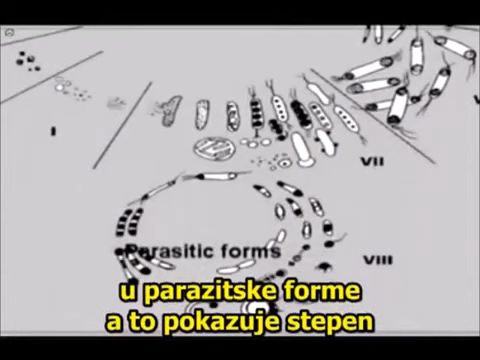 I
VII
Parasitic forms
VIII
u parazitske forme
a to pokazuje stepen